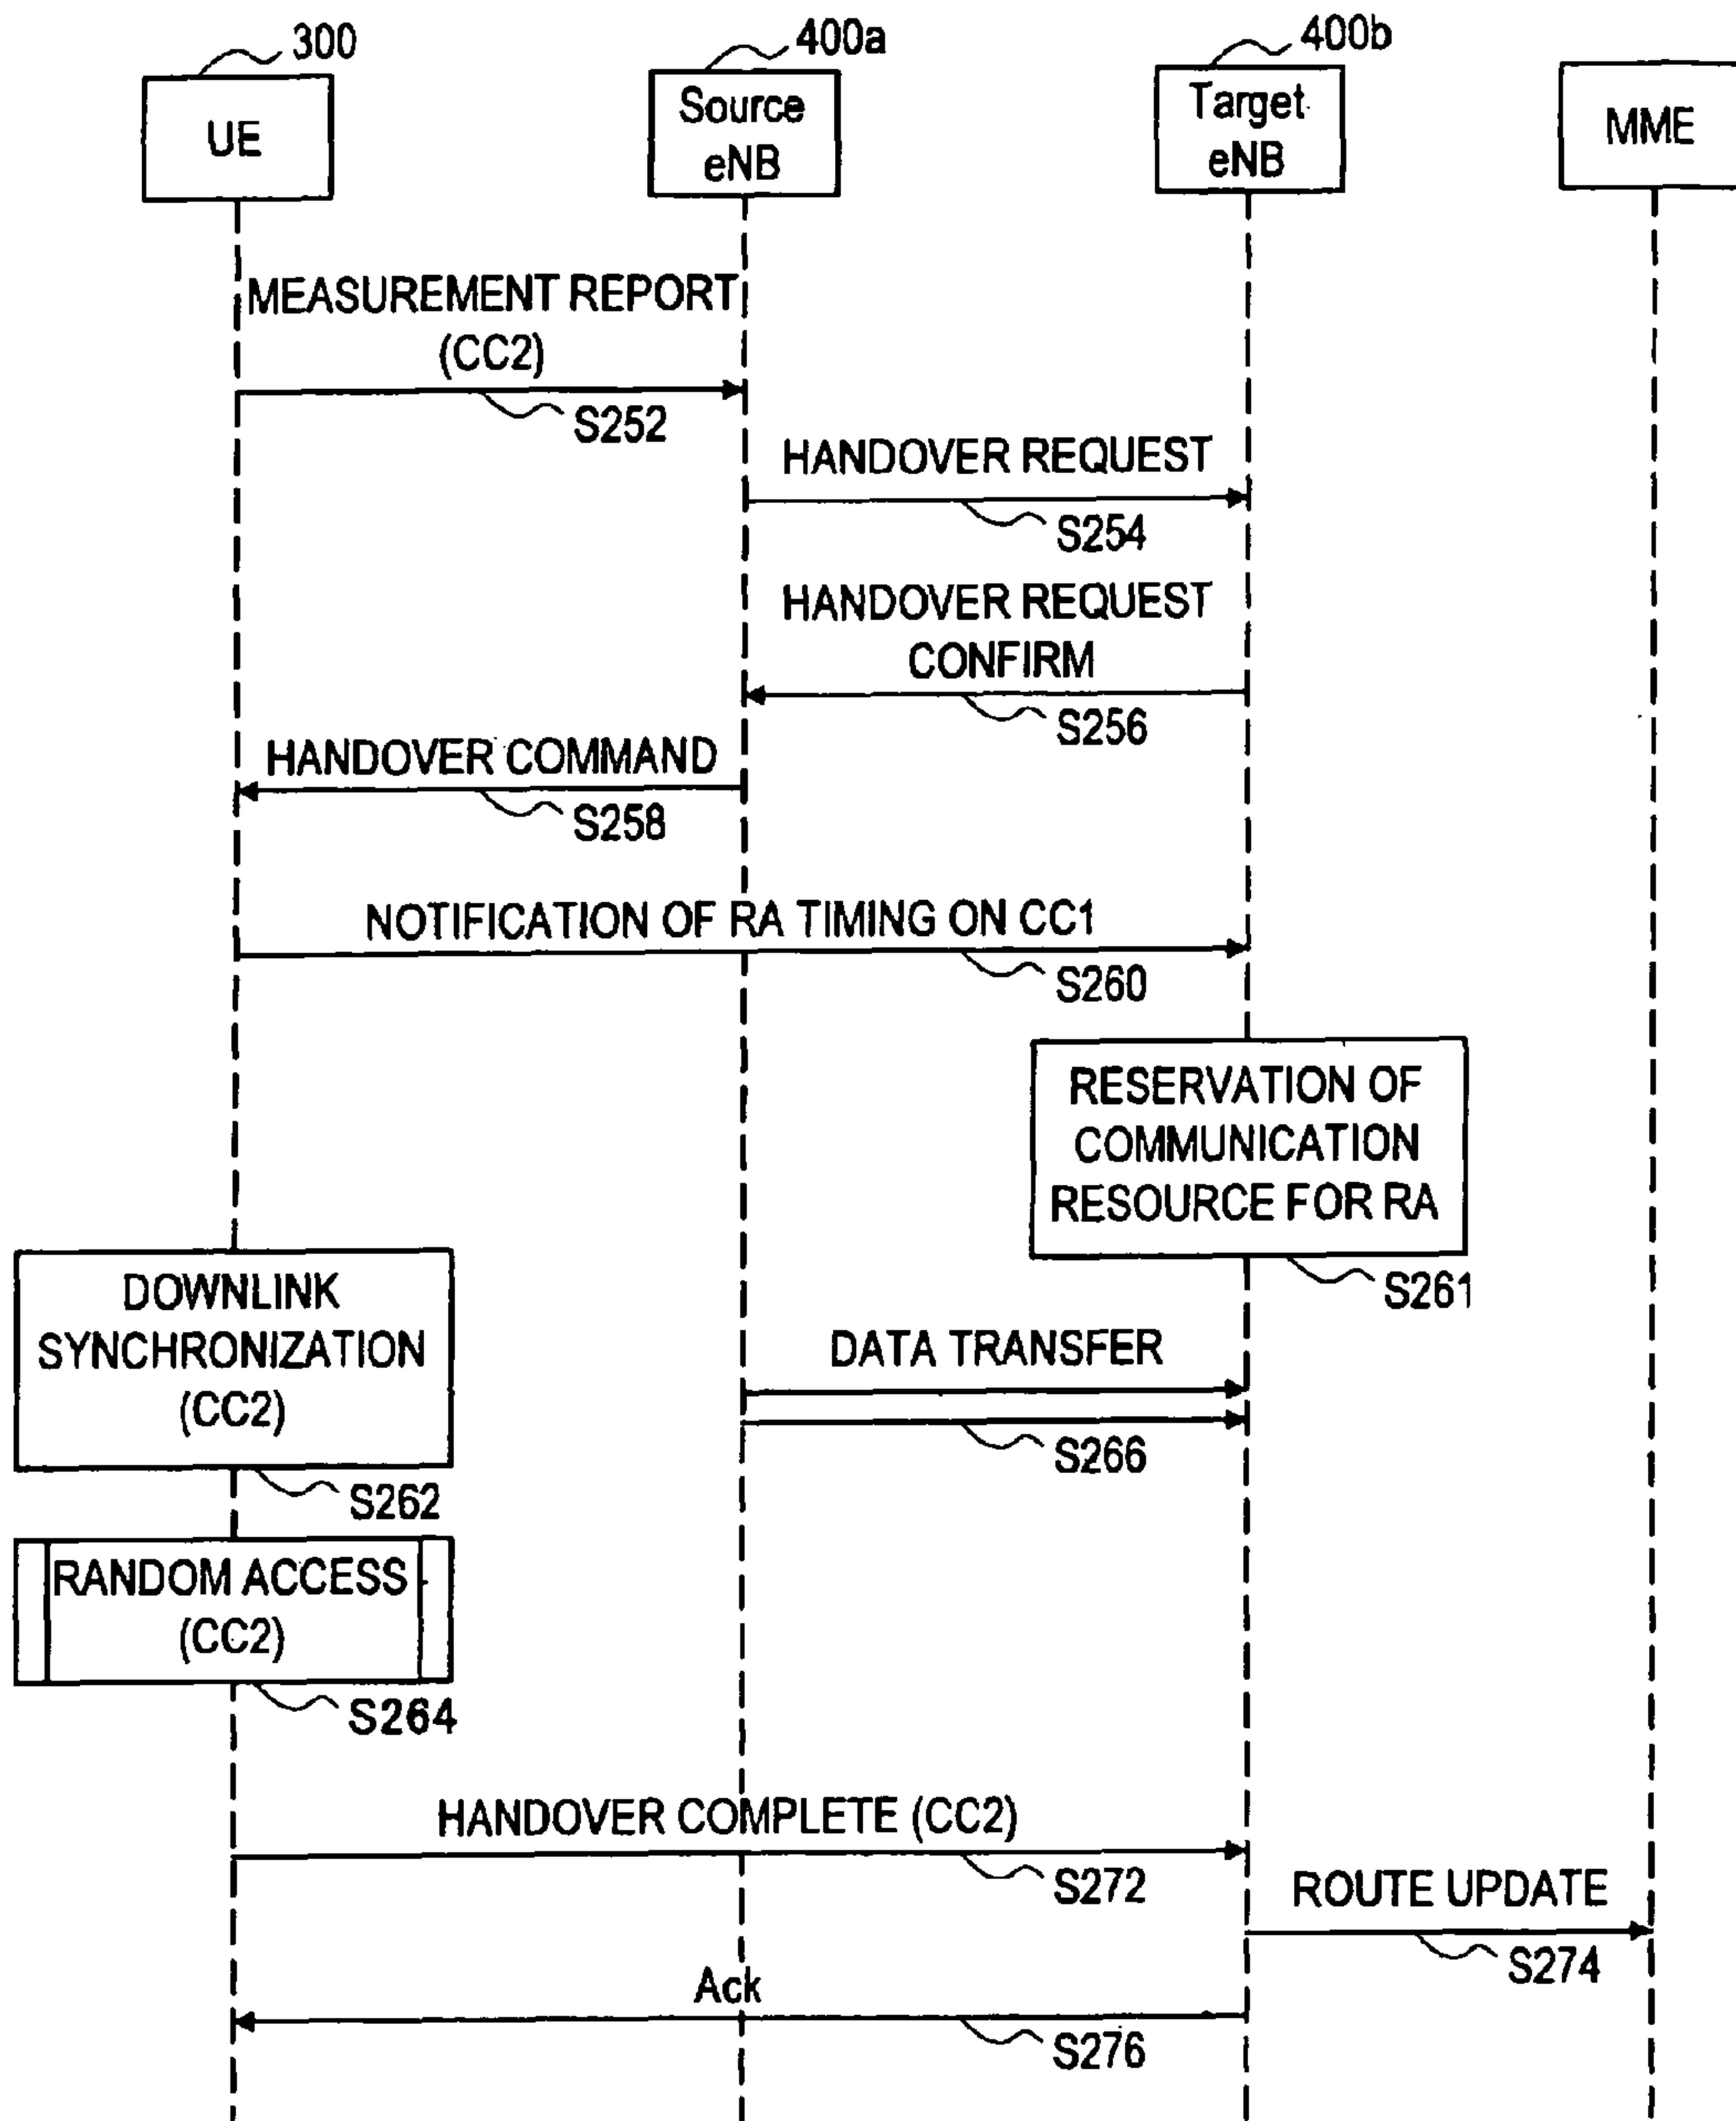 300
400a
400b
UE
Source
eNB
Target
eNB
MME
MEASUREMENT REPORT
(CC2)
S252
HANDOVER REQUEST
S254
HANDOVER REQUEST
CONFIRM
S256
HANDOVER COMMAND
S258
NOTIFICATION OF RA TIMING ON CC1
S260
RESERVATION OF
COMMUNICATION
RESOURCE FOR RA
S261
DOWNLINK
SYNCHRONIZATION
(CC2)
S262
DATA TRANSFER
S266
RANDOM ACCESS
(CC2)
S264
HANDOVER COMPLETE (CC2)
S272
ROUTE UPDATE
S274
Ack
S276